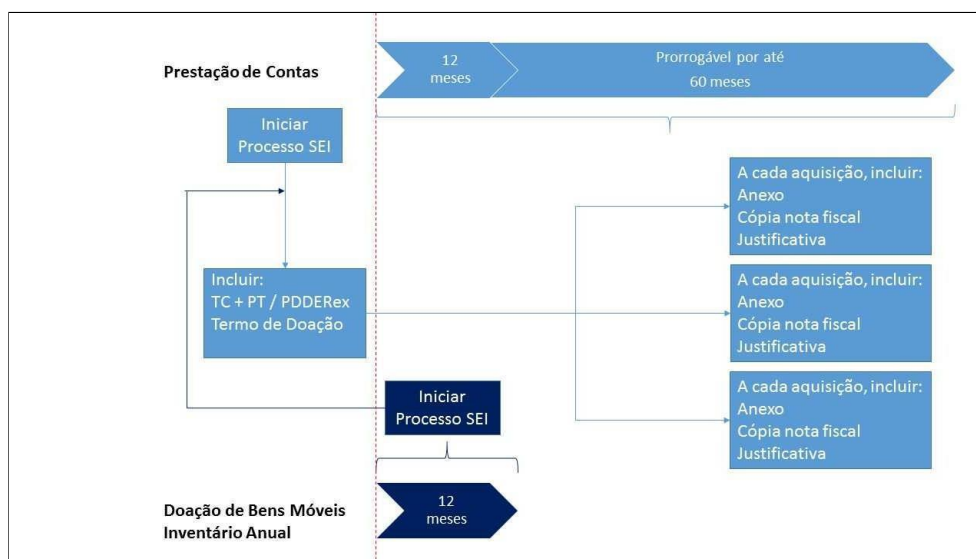 Prestação de Contas
12
meses
Prorrogável por até
60 meses
Iniciar
Processo SEI
A cada aquisição, incluir:
Anexo
Cópia nota fiscal
Justificativa
Incluir:
TC + PT / PDDERex
Termo de Doação
A cada aquisição, incluir:
Anexo
Cópia nota fiscal
Justificativa
Iniciar
Processo SEI
A cada aquisição, incluir:
Anexo
Cópia nota fiscal
Justificativa
Doação de Bens Móveis
Inventário Anual
12
meses